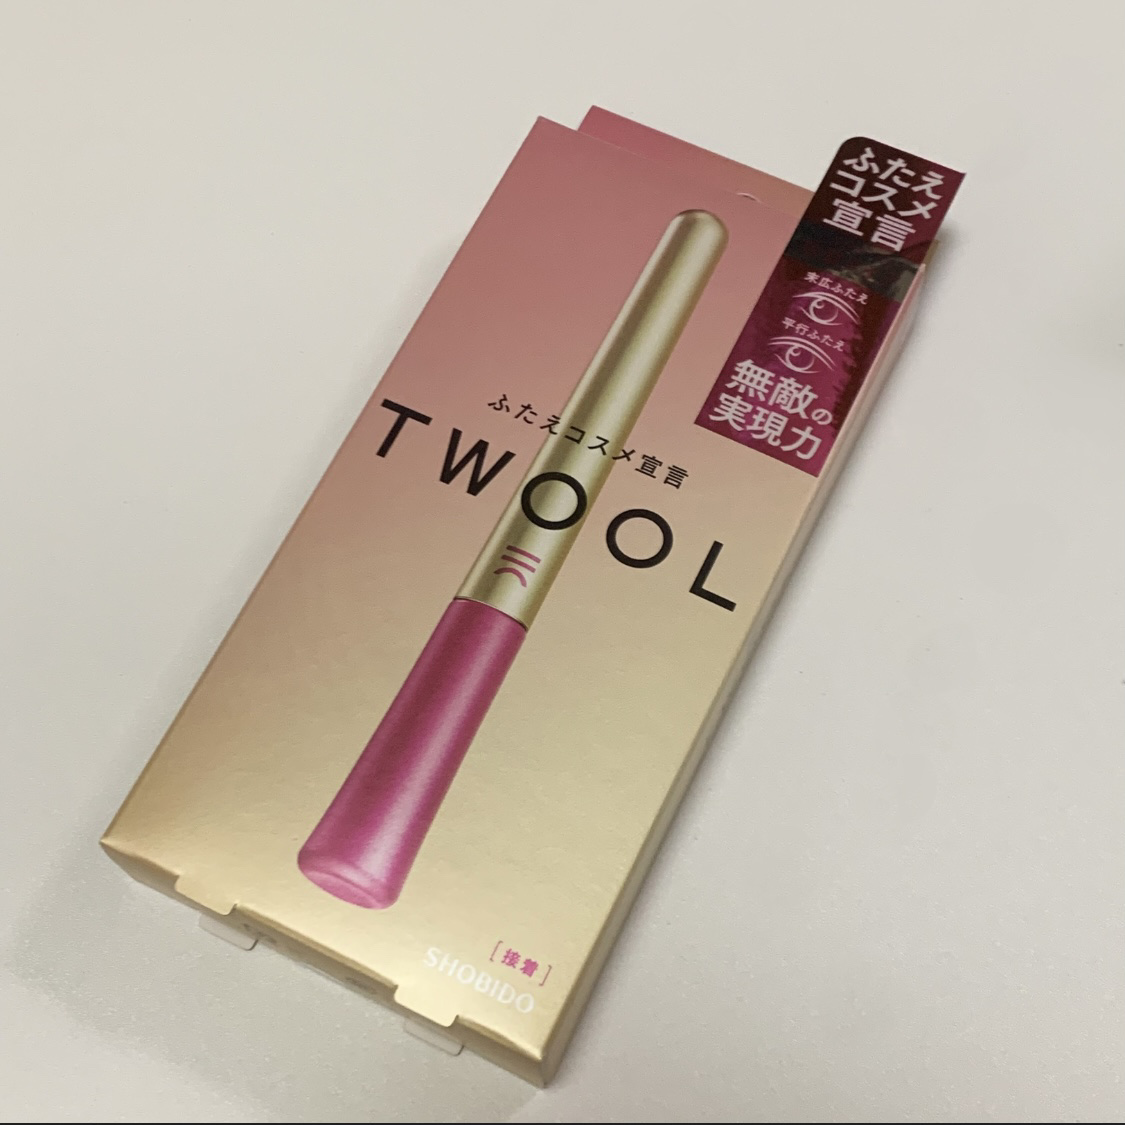 ふたえ
コスメ
宣言
末広ふたえ
平行ふたえ
無敵の
実現力
ふたえコスメ宣言
TWOOL
[接着]
SHOBIDO